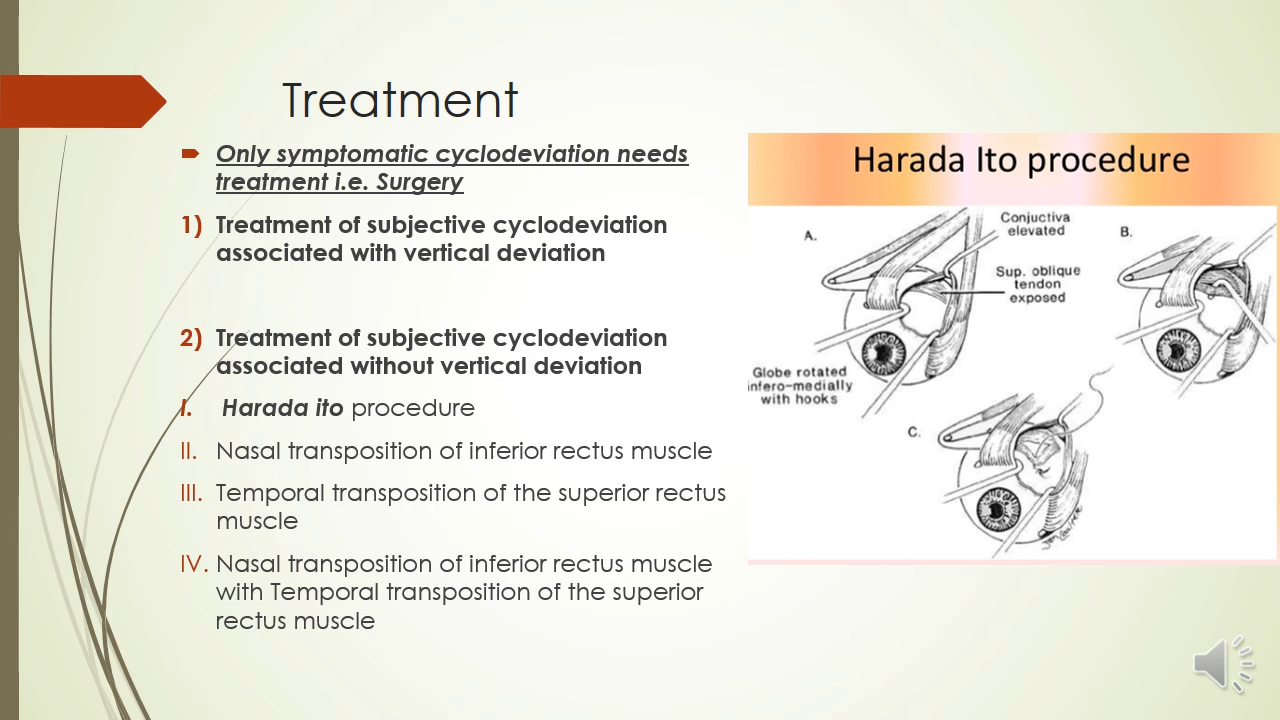 Treatment
Only symptomatic cyclodeviation needs
treatment i.e. Surgery
1) Treatment of subjective cyclodeviation
associated with vertical deviation
2) Treatment of subjective cyclodeviation
associated without vertical deviation
I. Harada ito procedure
II. Nasal transposition of inferior rectus muscle
III. Temporal transposition of the superior rectus
muscle
IV. Nasal transposition of inferior rectus muscle
with Temporal transposition of the superior
rectus muscle
Harada Ito procedure
A.
Conjuctiva
elevated
B.
Sup. oblique
tendon
exposed
Globe rotated
infero-medially
with hooks
C.